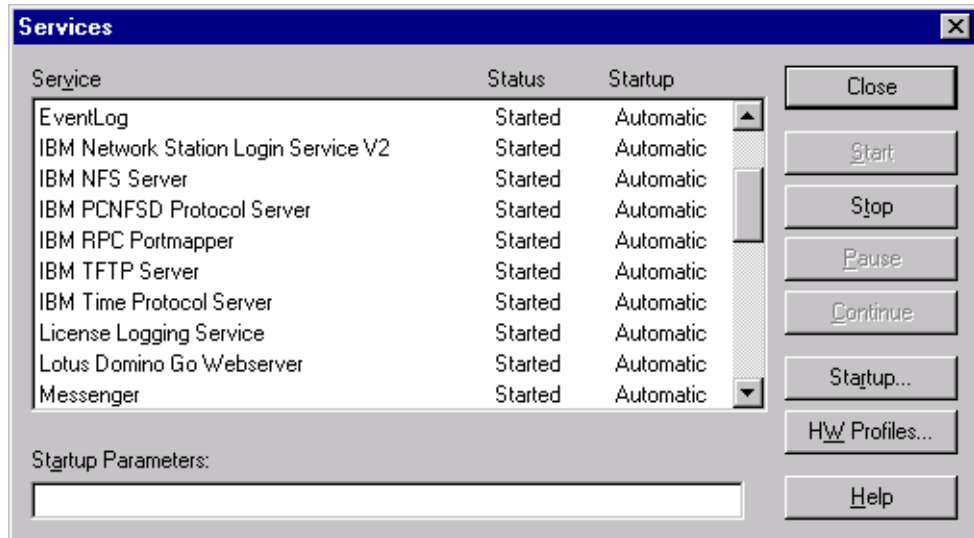 Services
Service Status Startup
EventLog Started Automatic
IBM Network Station Login Service V2 Started Automatic
IBM NFS Server Started Automatic
IBM PCNFSD Protocol Server Started Automatic
IBM RPC Portmapper Started Automatic
IBM TFTP Server Started Automatic
IBM Time Protocol Server Started Automatic
License Logging Service Started Automatic
Lotus Domino Go Webserver Started Automatic
Messenger Started Automatic
Startup Parameters:
Close
Start
Stop
Pause
Continue
Startup...
HW Profiles...
Help